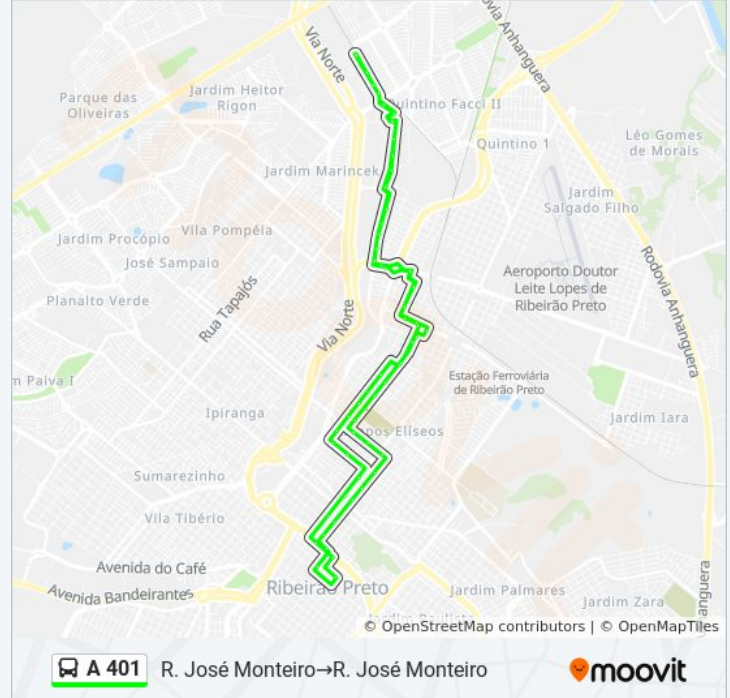 Via Norte
Rodovia Anhanguera
Parque das
Oliveiras
Jardim Heitor
Rigon
Quintino Facci II
Quintino 1
Léo Gomes
de Morais
Jardim Marincek
Jardim
Salgado Filho
Vila Pompéia
Jardim Procópio
José Sampaio
Aeroporto Doutor
Leite Lopes de
Ribeirão Preto
Planalto Verde
Rua Tapajós
Via Norte
Rodovia Anhanguera
m Paiva I
Estação Ferroviária
de Ribeirão Preto
Ipiranga
pos Elíseos
Jardim Iara
Sumarezinho
Vila Tibério
Avenida do Café
Avenida Bandeirantes
Ribeirão Preto
Jardim Palmares
Jardim Zara
anguera
© OpenStreetMap contributors | © OpenMapTiles
A 401 R. José Monteiro→R. José Monteiro
moovit